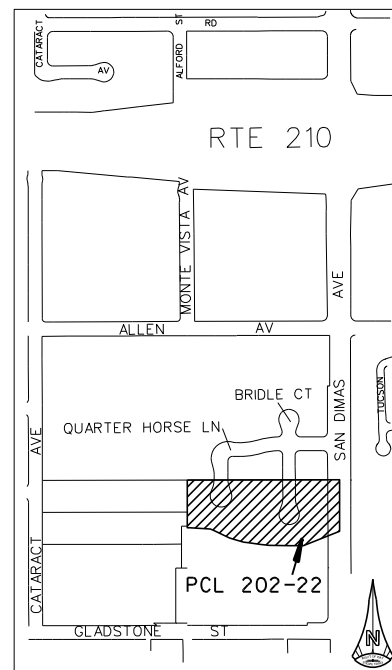 CATARACT
AV
ST
RD
ALFORD
RTE 210
MONTE VISTA AV
AVE
ALLEN AV
BRIDLE CT
QUARTER HORSE LN
SAN DIMAS
TUCSON
AVE
CATARACT
PCL 202-22
GLADSTONE ST
N